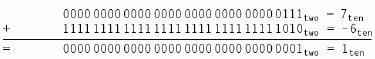 0000 0000 0000 0000 0000 0000 0000 0111two = 7ten
+ 1111 1111 1111 1111 1111 1111 1111 1010two = -6ten
= 0000 0000 0000 0000 0000 0000 0000 0001two = 1ten